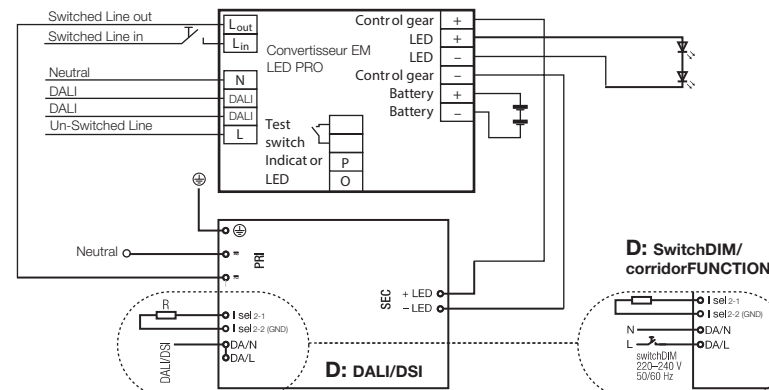 Switched Line out
Switched Line in
Neutral
DALI
DALI
Un-Switched Line
Lout
Lin
N
DALI
DALI
L
Convertisseur EM
LED PRO
Test
switch
Indicat or
LED
P
O
Control gear +
LED +
LED –
Control gear –
Battery +
Battery –
Neutral
PRI
SEC
+ LED
– LED
R
I sel 2-1
I sel 2-2 (GND)
DALI/DSI
DA/N
DA/L
D: DALI/DSI
D: SwitchDIM/
corridorFUNCTION
I sel 2-1
I sel 2-2 (GND)
N DA/N
L DA/L
switchDIM
220–240 V
50/60 Hz